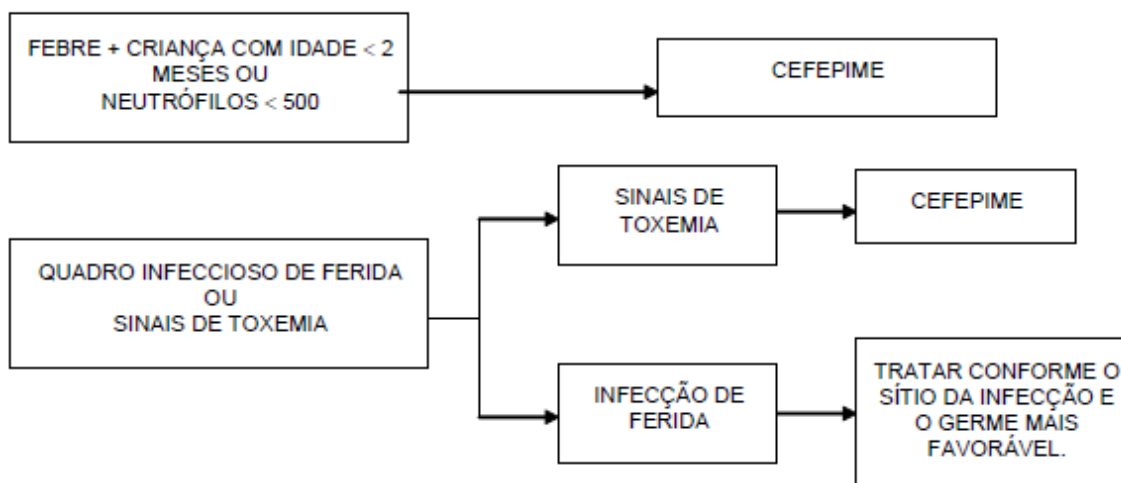 FEBRE + CRIANÇA COM IDADE < 2
MESES OU
NEUTRÓFILOS < 500
CEFEPIME
QUADRO INFECCIOSO DE FERIDA
OU
SINAIS DE TOXEMIA
SINAIS DE
TOXEMIA
CEFEPIME
INFECÇÃO DE
FERIDA
TRATAR CONFORME O
SÍTIO DA INFECÇÃO E
O GERME MAIS
FAVORÁVEL.